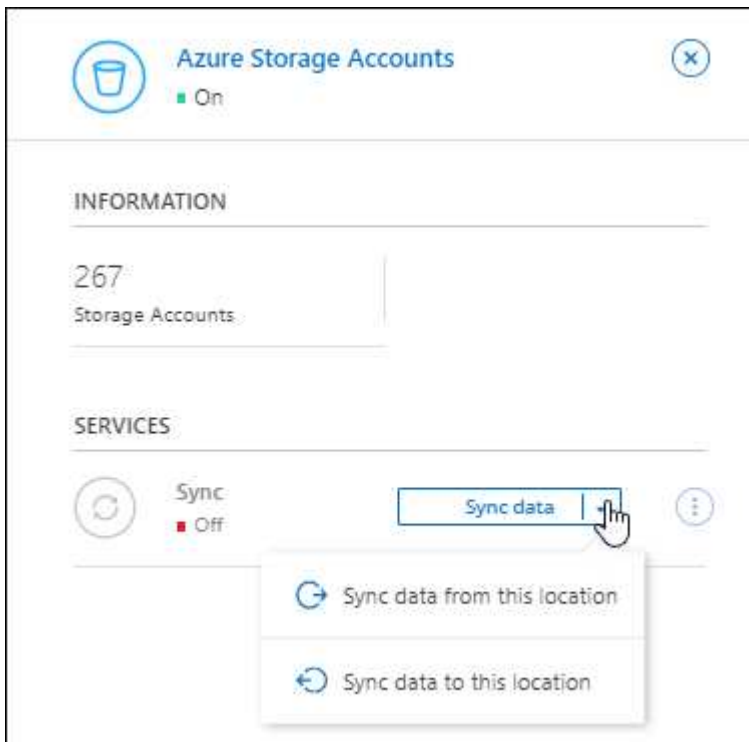 Azure Storage Accounts
On
INFORMATION
267
Storage Accounts
SERVICES
Sync
Sync data
Off
Sync data from this location
Sync data to this location